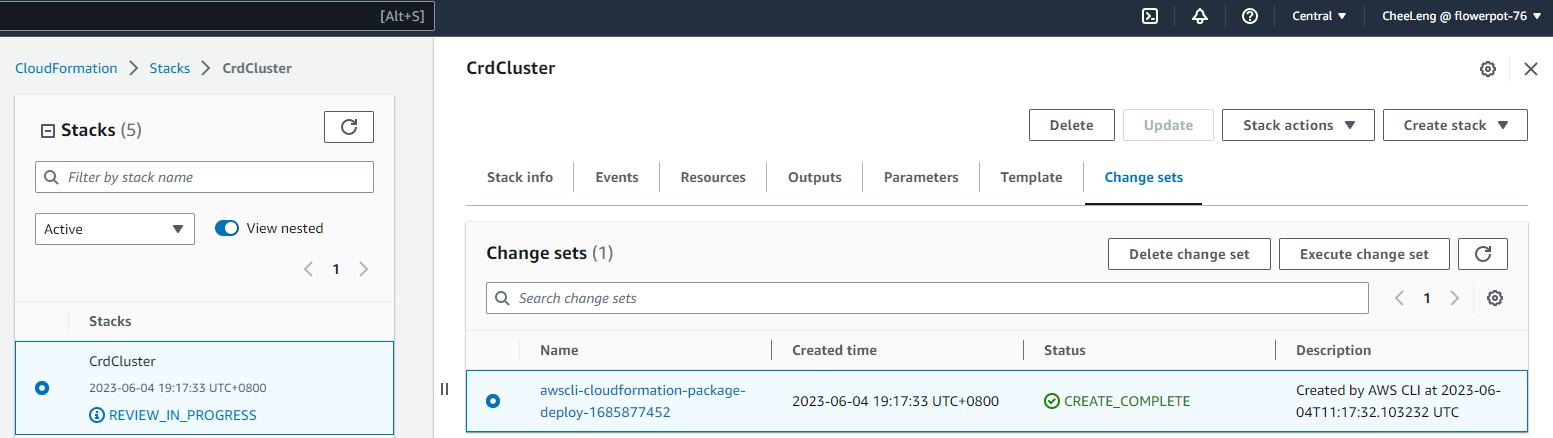 [Alt+S]
Central
CheeLeng @ flowerpot-76
CloudFormation
Stacks
CrdCluster
Stacks (5)
Filter by stack name
Active
View nested
1
Stacks
CrdCluster
2023-06-04 19:17:33 UTC+0800
REVIEW_IN_PROGRESS
CrdCluster
Delete
Update
Stack actions
Create stack
Stack info
Events
Resources
Outputs
Parameters
Template
Change sets
Change sets (1)
Delete change set
Execute change set
Search change sets
1
Name
Created time
Status
Description
awscli-cloudformation-package-
deploy-1685877452
2023-06-04 19:17:33 UTC+0800
CREATE_COMPLETE
Created by AWS CLI at 2023-06-
04T11:17:32.103232 UTC